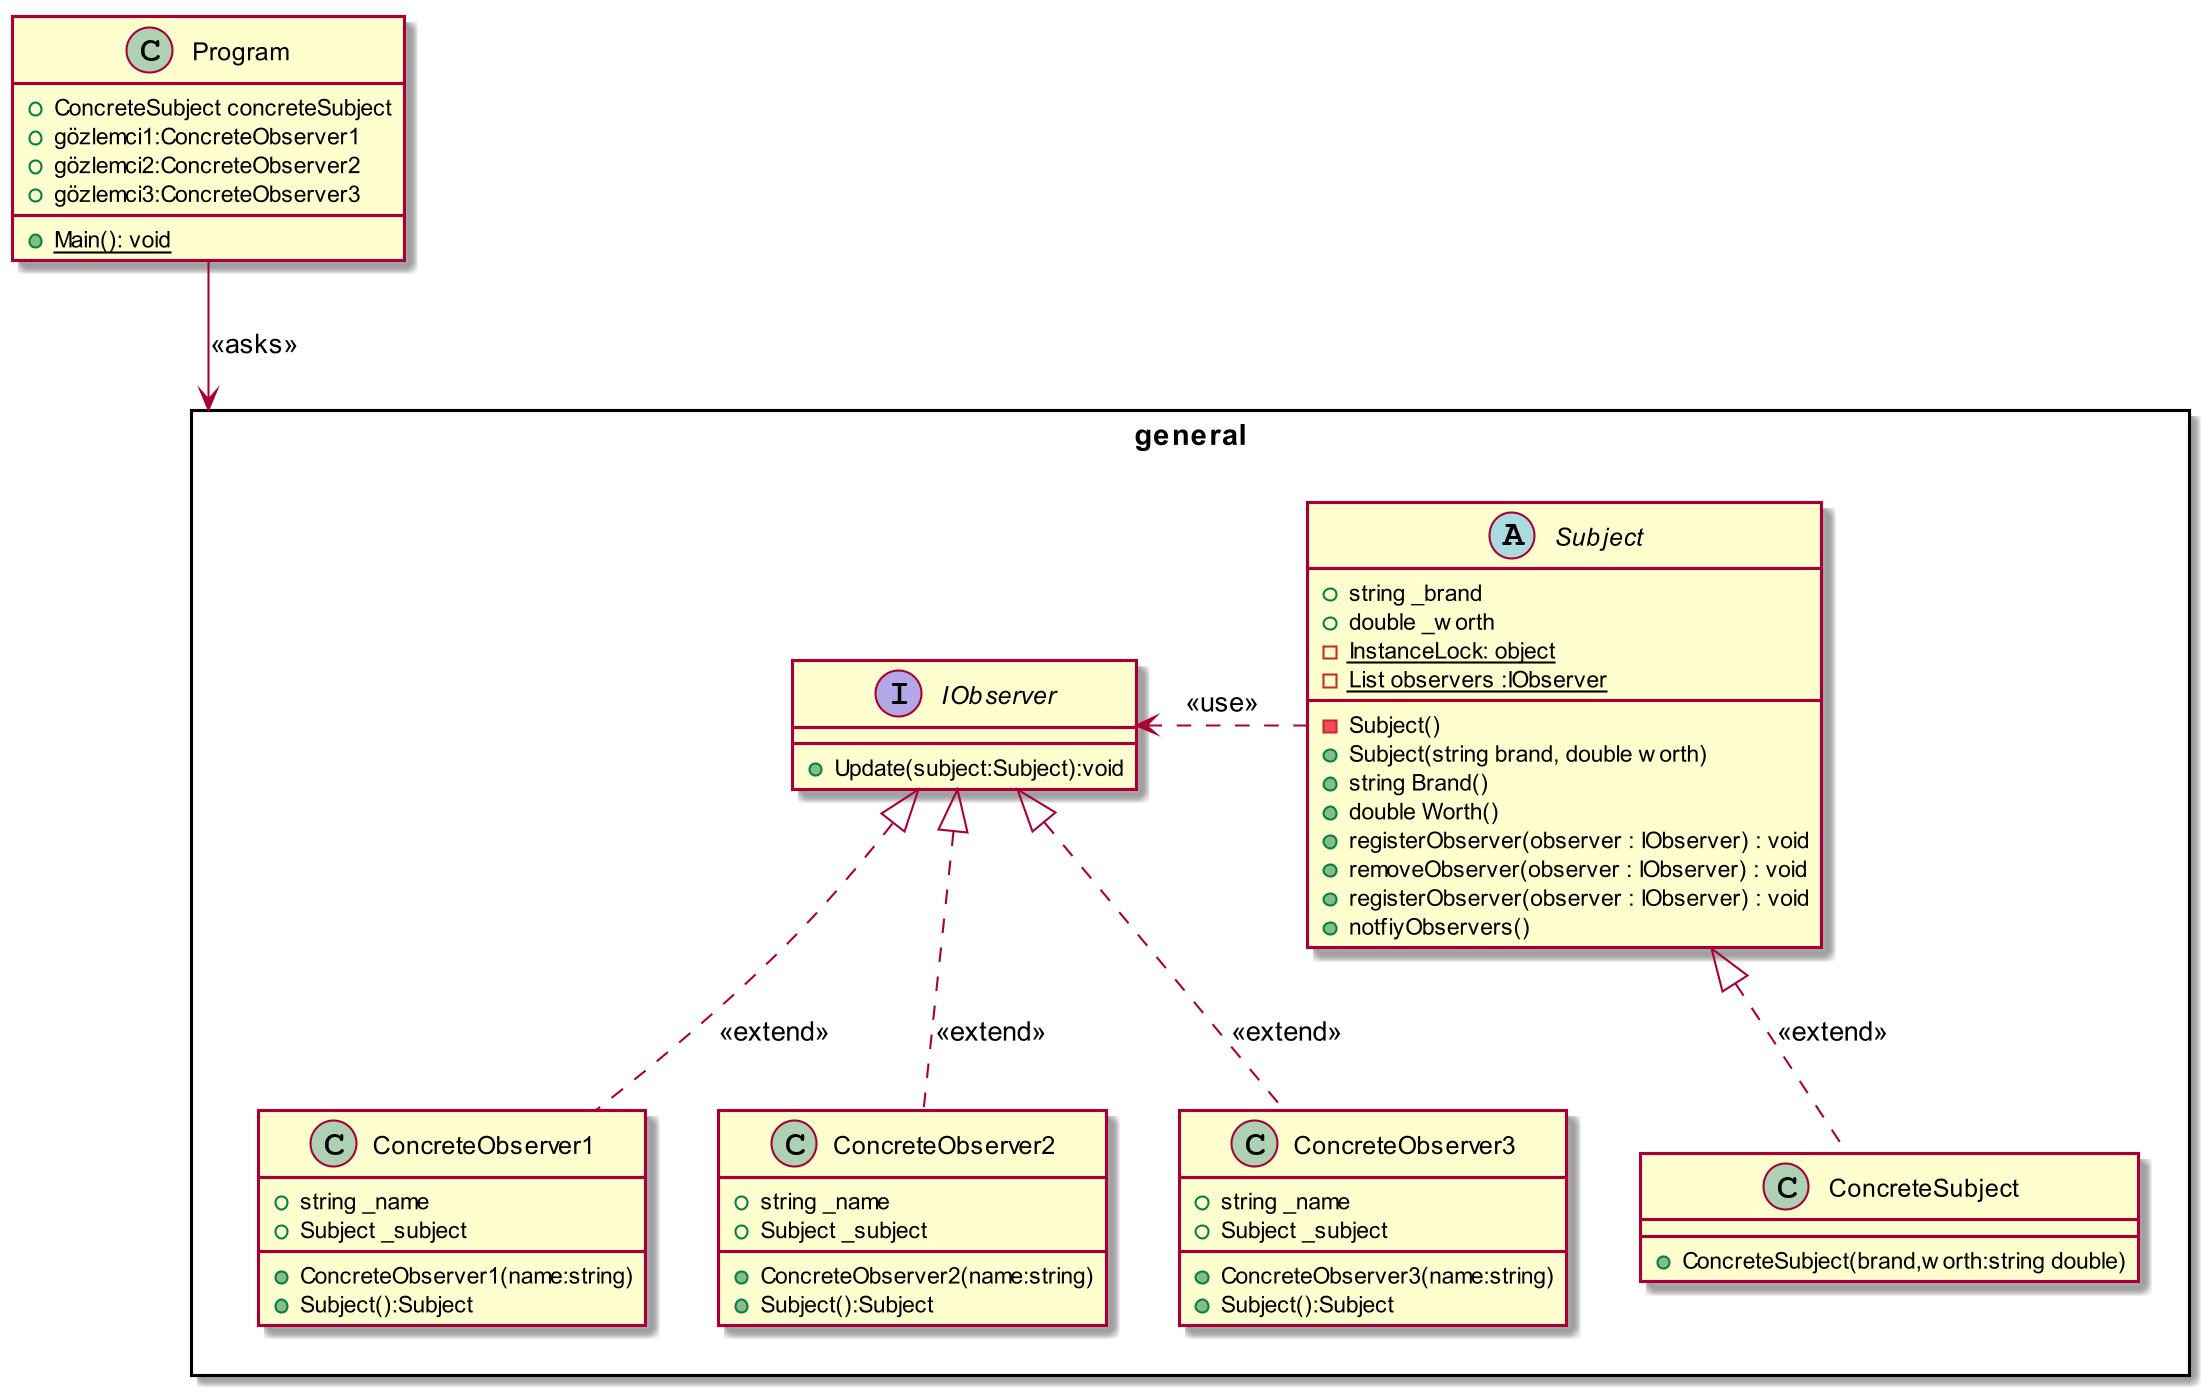 C Program
ConcreteSubject concreteSubject
gözlemci1:ConcreteObserver1
gözlemci2:ConcreteObserver2
gözlemci3:ConcreteObserver3
Main(): void
«asks»
general
A Subject
string _brand
double _worth
InstanceLock: object
List observers :IObserver
Subject()
Subject(string brand, double worth)
string Brand()
double Worth()
registerObserver(observer : IObserver) : void
removeObserver(observer : IObserver) : void
registerObserver(observer : IObserver) : void
notfiyObservers()
«use»
I IObserver
Update(subject:Subject):void
«extend»
«extend»
«extend»
«extend»
C ConcreteObserver1
string _name
Subject _subject
ConcreteObserver1(name:string)
Subject():Subject
C ConcreteObserver2
string _name
Subject _subject
ConcreteObserver2(name:string)
Subject():Subject
C ConcreteObserver3
string _name
Subject _subject
ConcreteObserver3(name:string)
Subject():Subject
C ConcreteSubject
ConcreteSubject(brand,worth:string double)